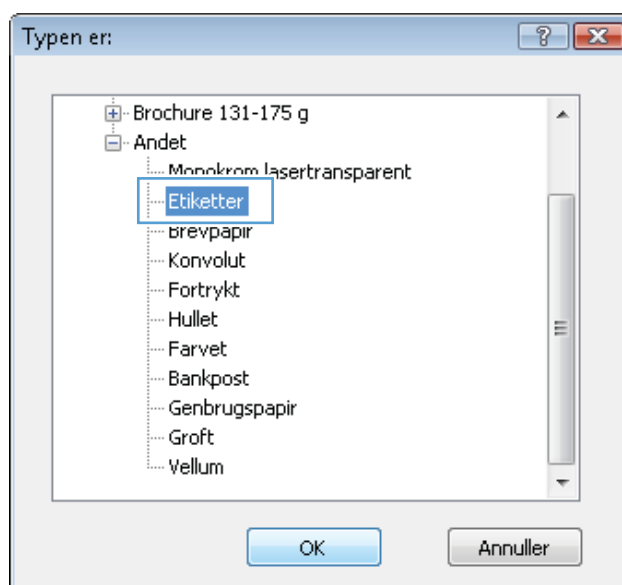 Typen er:
Brochure 131-175 g
Andet
Monokrom lasertransparent
Etiketter
Brevpapir
Konvolut
Fortrykt
Hullet
Farvet
Bankpost
Genbrugspapir
Groft
Vellum
OK
Annuller